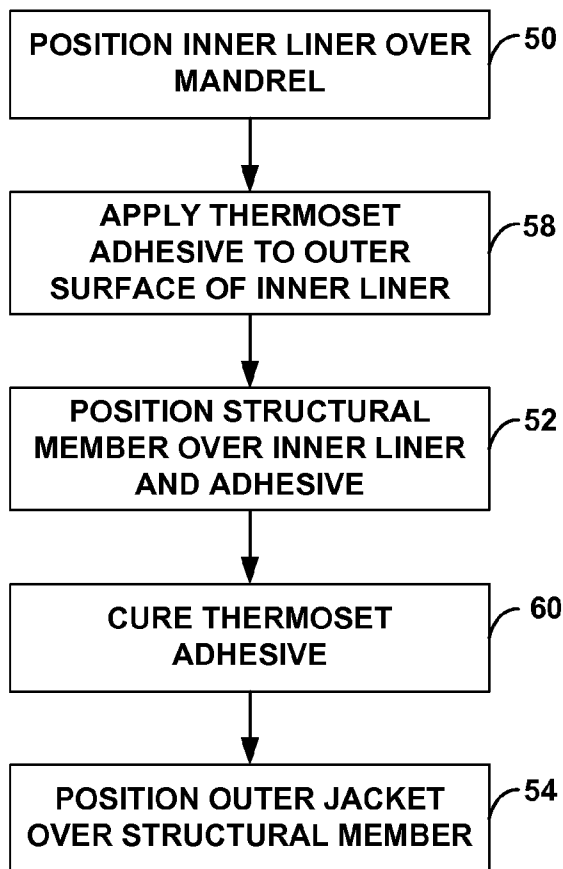 POSITION INNER LINER OVER
MANDREL
50
APPLY THERMOSET
ADHESIVE TO OUTER
SURFACE OF INNER LINER
58
POSITION STRUCTURAL
MEMBER OVER INNER LINER
AND ADHESIVE
52
CURE THERMOSET
ADHESIVE
60
POSITION OUTER JACKET
OVER STRUCTURAL MEMBER
54